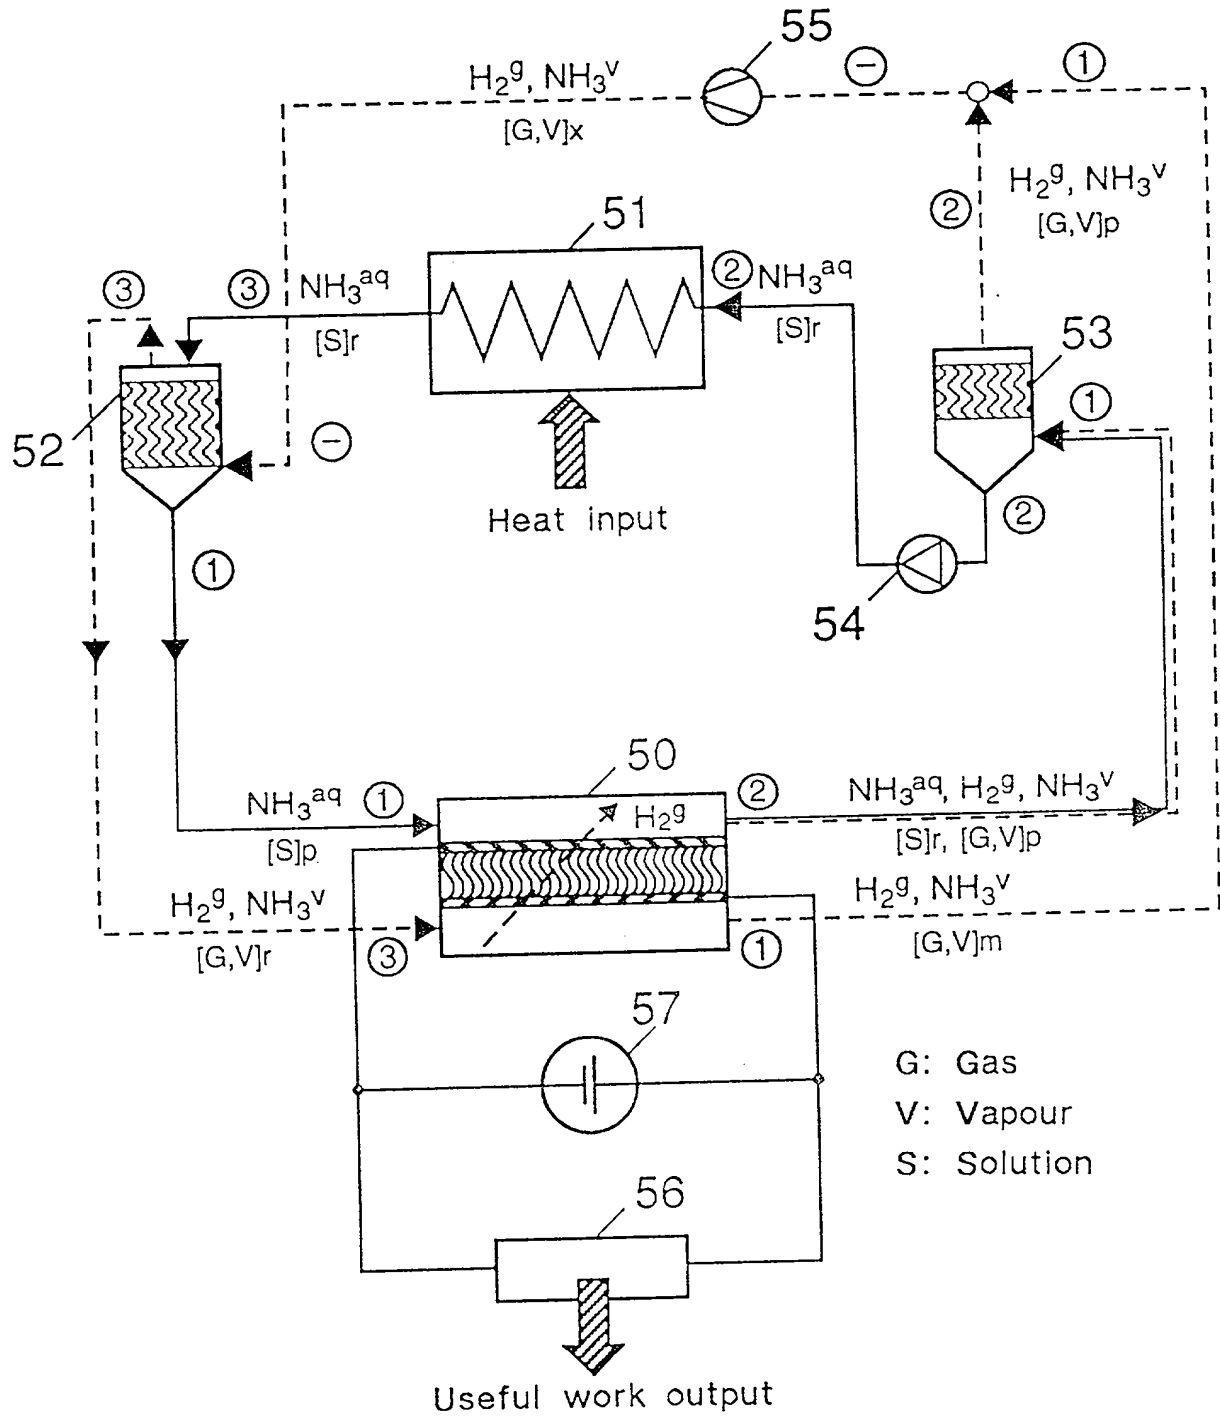 55
H₂ᵍ, NH₃ᵛ
−
1
[G,V]x
H₂ᵍ, NH₃ᵛ
2
[G,V]p
51
3
3
NH₃ᵃq
2
NH₃ᵃq
[S]r
[S]r
53
1
52
−
Heat input
2
1
54
50
NH₃ᵃq
1
2
NH₃ᵃq, H₂ᵍ, NH₃ᵛ
H₂ᵍ
[S]p
[S]r, [G,V]p
H₂ᵍ, NH₃ᵛ
H₂ᵍ, NH₃ᵛ
[G,V]r
3
1
[G,V]m
57
G: Gas
V: Vapour
S: Solution
56
Useful work output